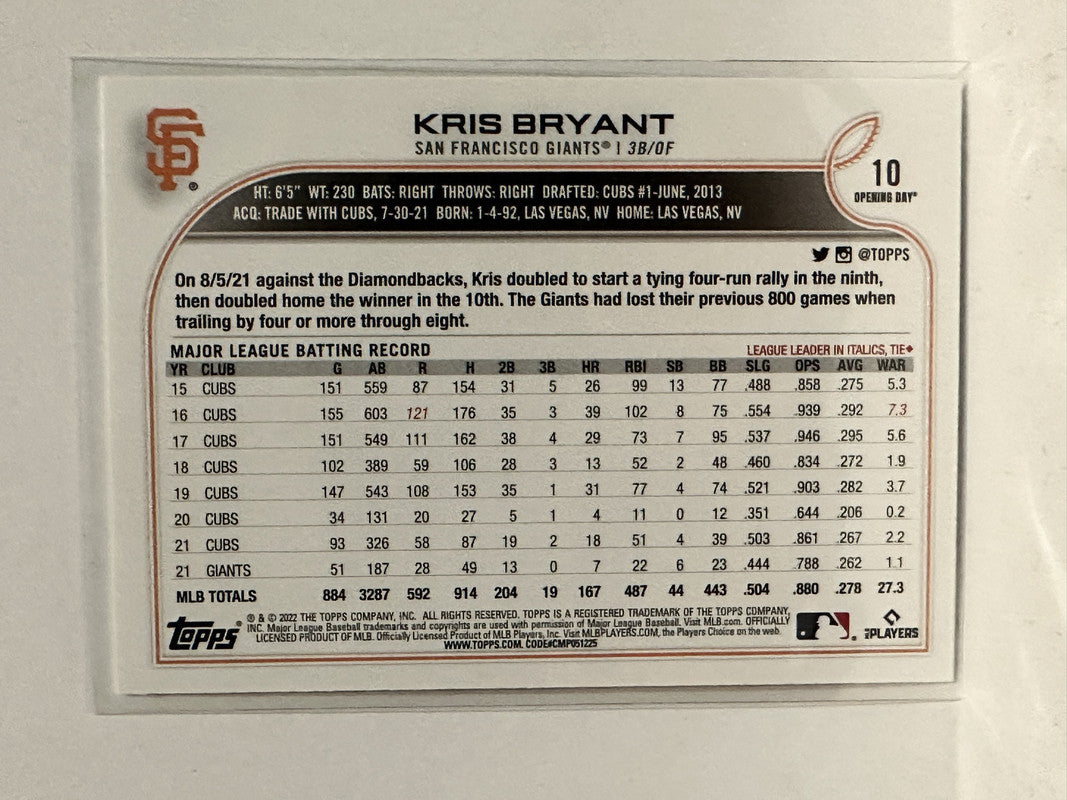 SF®
KRIS BRYANT
SAN FRANCISCO GIANTS® | 3B/OF
10
OPENING DAY®
HT: 6'5" WT: 230 BATS: RIGHT THROWS: RIGHT DRAFTED: CUBS #1-JUNE, 2013
ACQ: TRADE WITH CUBS, 7-30-21 BORN: 1-4-92, LAS VEGAS, NV HOME: LAS VEGAS, NV
@TOPPS
On 8/5/21 against the Diamondbacks, Kris doubled to start a tying four-run rally in the ninth,
then doubled home the winner in the 10th. The Giants had lost their previous 800 games when
trailing by four or more through eight.
MAJOR LEAGUE BATTING RECORD LEAGUE LEADER IN ITALICS, TIE◆
YR CLUB G AB R H 2B 3B HR RBI SB BB SLG OPS AVG WAR
15 CUBS 151 559 87 154 31 5 26 99 13 77 .488 .858 .275 5.3
16 CUBS 155 603 121 176 35 3 39 102 8 75 .554 .939 .292 7.3
17 CUBS 151 549 111 162 38 4 29 73 7 95 .537 .946 .295 5.6
18 CUBS 102 389 59 106 28 3 13 52 2 48 .460 .834 .272 1.9
19 CUBS 147 543 108 153 35 1 31 77 4 74 .521 .903 .282 3.7
20 CUBS 34 131 20 27 5 1 4 11 0 12 .351 .644 .206 0.2
21 CUBS 93 326 58 87 19 2 18 51 4 39 .503 .861 .267 2.2
21 GIANTS 51 187 28 49 13 0 7 22 6 23 .444 .788 .262 1.1
MLB TOTALS 884 3287 592 914 204 19 167 487 44 443 .504 .880 .278 27.3
Topps
® & © 2022 THE TOPPS COMPANY, INC. ALL RIGHTS RESERVED. TOPPS IS A REGISTERED TRADEMARK OF THE TOPPS COMPANY,
INC. Major League Baseball trademarks and copyrights are used with permission of Major League Baseball. Visit MLB.com. OFFICIALLY
LICENSED PRODUCT OF MLB. Officially Licensed Product of MLB Players, Inc. Visit MLBPLAYERS.COM, the Players Choice on the web.
WWW.TOPPS.COM. CODE#CMP051225
MLB PLAYERS